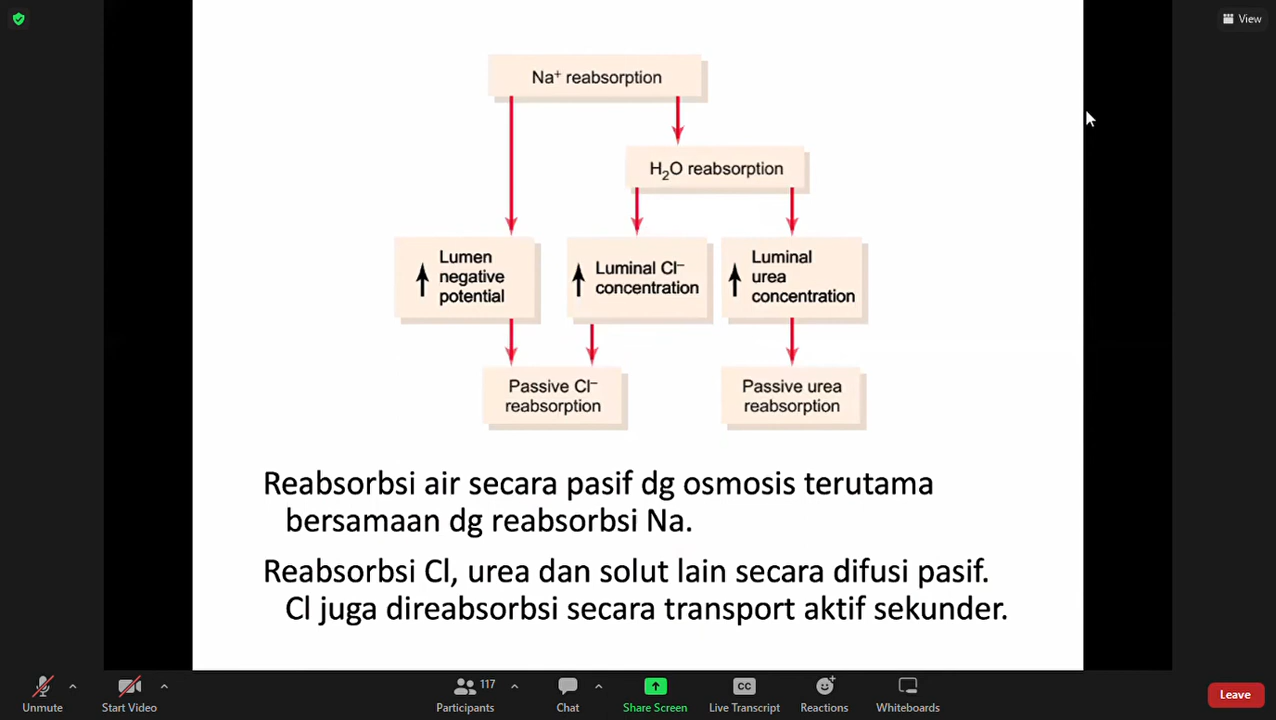 View
Na⁺ reabsorption
H₂O reabsorption
Lumen
negative
potential
Luminal Cl⁻
concentration
Luminal
urea
concentration
Passive Cl⁻
reabsorption
Passive urea
reabsorption
Reabsorbsi air secara pasif dg osmosis terutama
bersamaan dg reabsorbsi Na.
Reabsorbsi Cl, urea dan solut lain secara difusi pasif.
Cl juga direabsorbsi secara transport aktif sekunder.
Unmute
Start Video
117
Participants
Chat
Share Screen
CC
Live Transcript
Reactions
Whiteboards
Leave